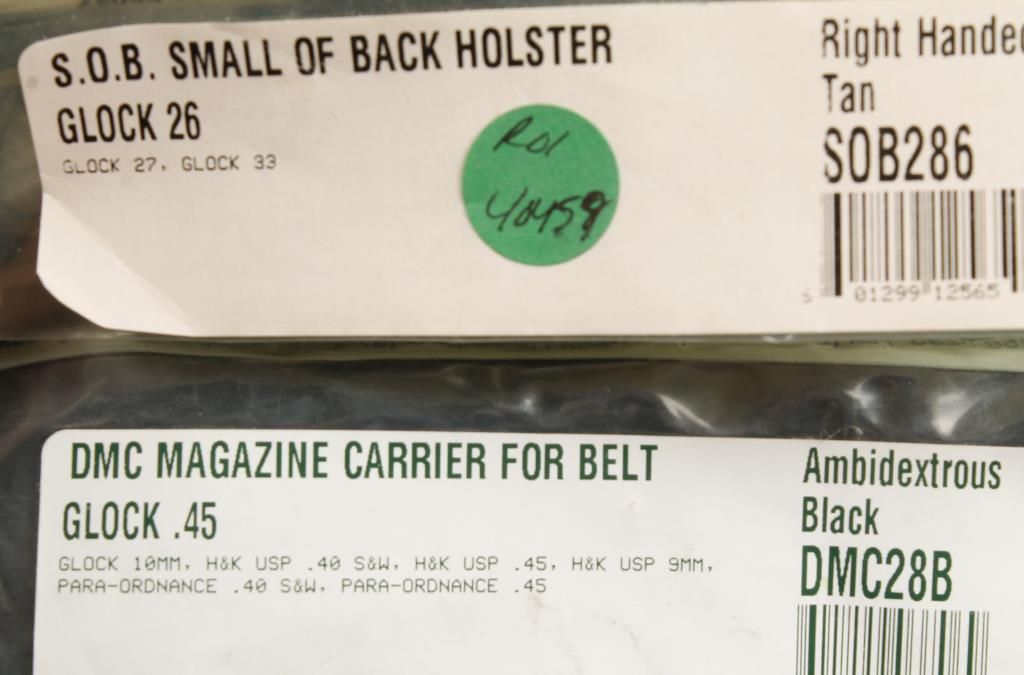 S.O.B. SMALL OF BACK HOLSTER
GLOCK 26
GLOCK 27, GLOCK 33
Right Handed
Tan
SOB286
01299 12565
40459
DMC MAGAZINE CARRIER FOR BELT
GLOCK .45
GLOCK 10MM, H&K USP .40 S&W, H&K USP .45, H&K USP 9MM,
PARA-ORDNANCE .40 S&W, PARA-ORDNANCE .45
Ambidextrous
Black
DMC28B